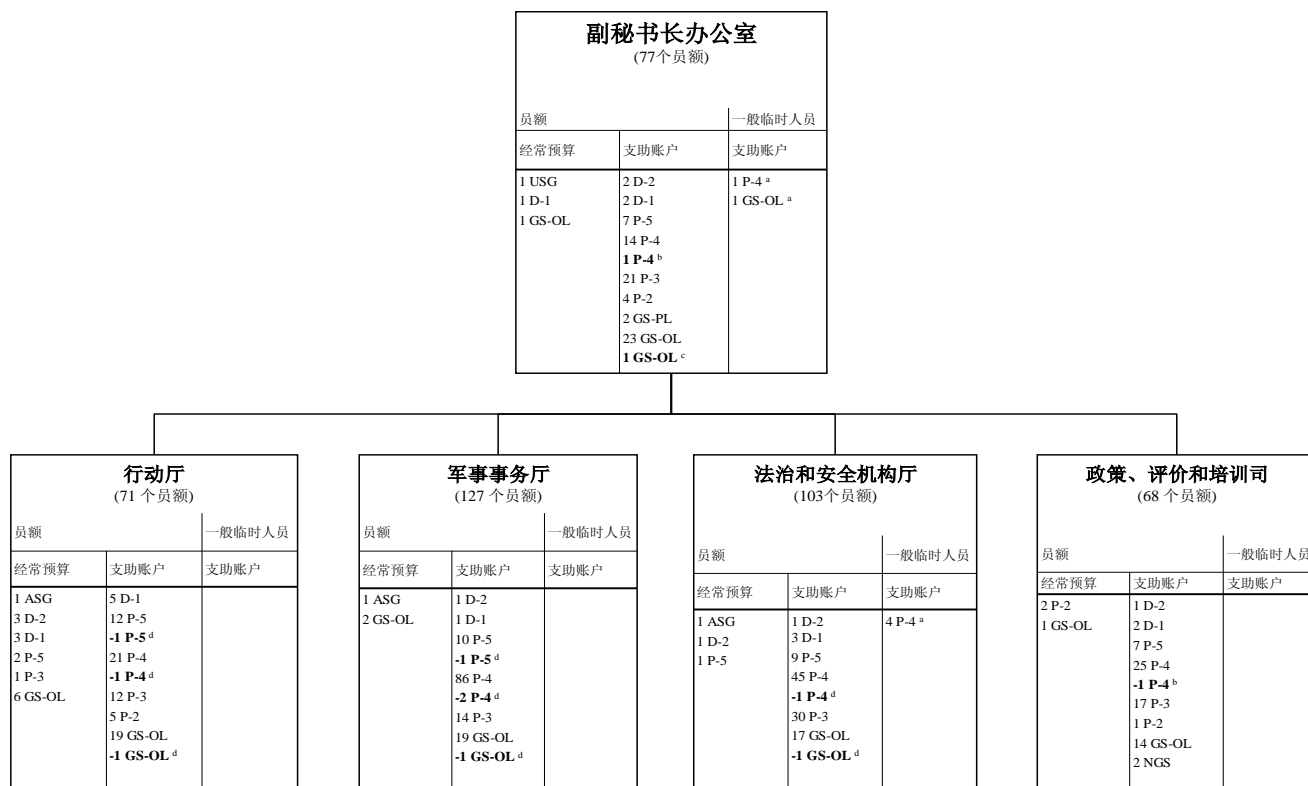 副秘书长办公室
(77个员额)
员额 一般临时人员
经常预算 支助账户 支助账户
1 USG 2 D-2 1 P-4 ᵃ
1 D-1 2 D-1 1 GS-OL ᵃ
1 GS-OL 7 P-5
14 P-4
1 P-4 ᵇ
21 P-3
4 P-2
2 GS-PL
23 GS-OL
1 GS-OL ᶜ
行动厅
(71 个员额)
员额 一般临时人员
经常预算 支助账户 支助账户
1 ASG 5 D-1
3 D-2 12 P-5
3 D-1 -1 P-5 ᵈ
2 P-5 21 P-4
1 P-3 -1 P-4 ᵈ
6 GS-OL 12 P-3
5 P-2
19 GS-OL
-1 GS-OL ᵈ
军事事务厅
(127 个员额)
员额 一般临时人员
经常预算 支助账户 支助账户
1 ASG 1 D-2
2 GS-OL 1 D-1
10 P-5
-1 P-5 ᵈ
86 P-4
-2 P-4 ᵈ
14 P-3
19 GS-OL
-1 GS-OL ᵈ
法治和安全机构厅
(103个员额)
员额 一般临时人员
经常预算 支助账户 支助账户
1 ASG 1 D-2 4 P-4 ᵃ
1 D-2 3 D-1
1 P-5 9 P-5
45 P-4
-1 P-4 ᵈ
30 P-3
17 GS-OL
-1 GS-OL ᵈ
政策、评价和培训司
(68 个员额)
员额 一般临时人员
经常预算 支助账户 支助账户
2 P-2 1 D-2
1 GS-OL 2 D-1
7 P-5
25 P-4
-1 P-4 ᵇ
17 P-3
1 P-2
14 GS-OL
2 NGS